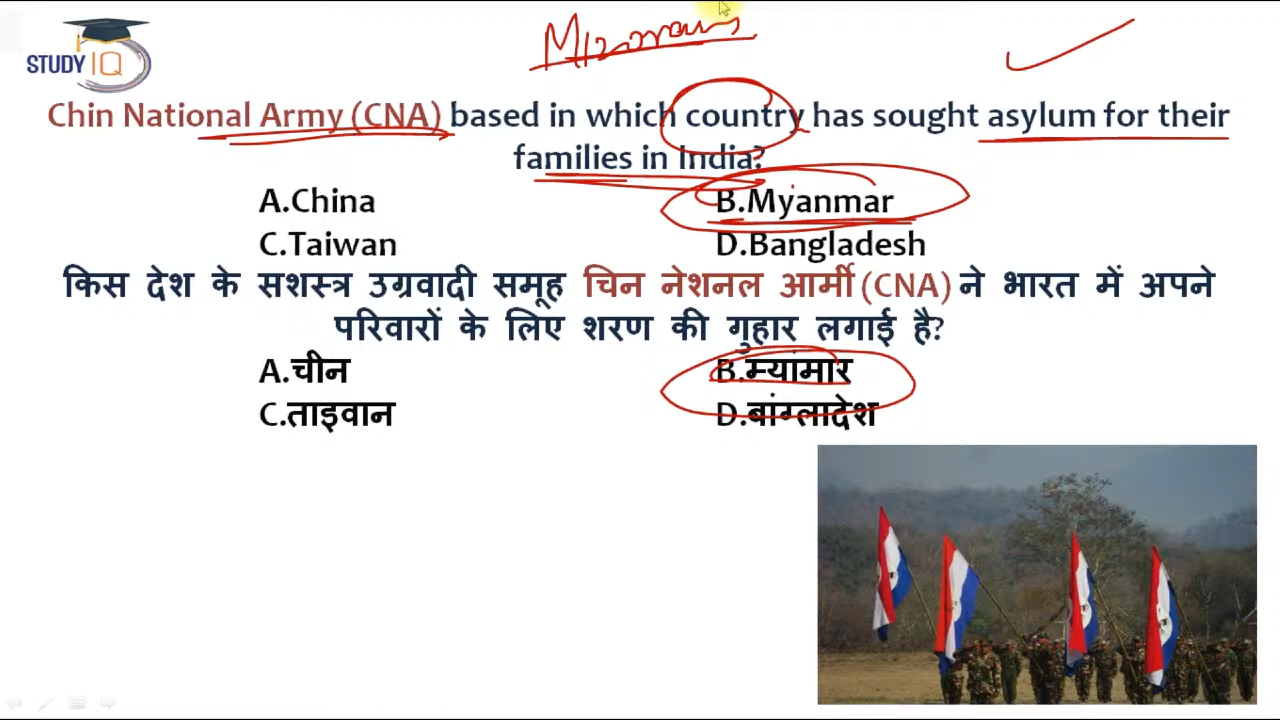 Mizoram
STUDY IQ
Chin National Army (CNA) based in which country has sought asylum for their
families in India?
A.China
B.Myanmar
C.Taiwan
D.Bangladesh
किस देश के सशस्त्र उग्रवादी समूह चिन नेशनल आर्मी (CNA) ने भारत में अपने
परिवारों के लिए शरण की गुहार लगाई है?
A.चीन
B.म्यांमार
C.ताइवान
D.बांग्लादेश